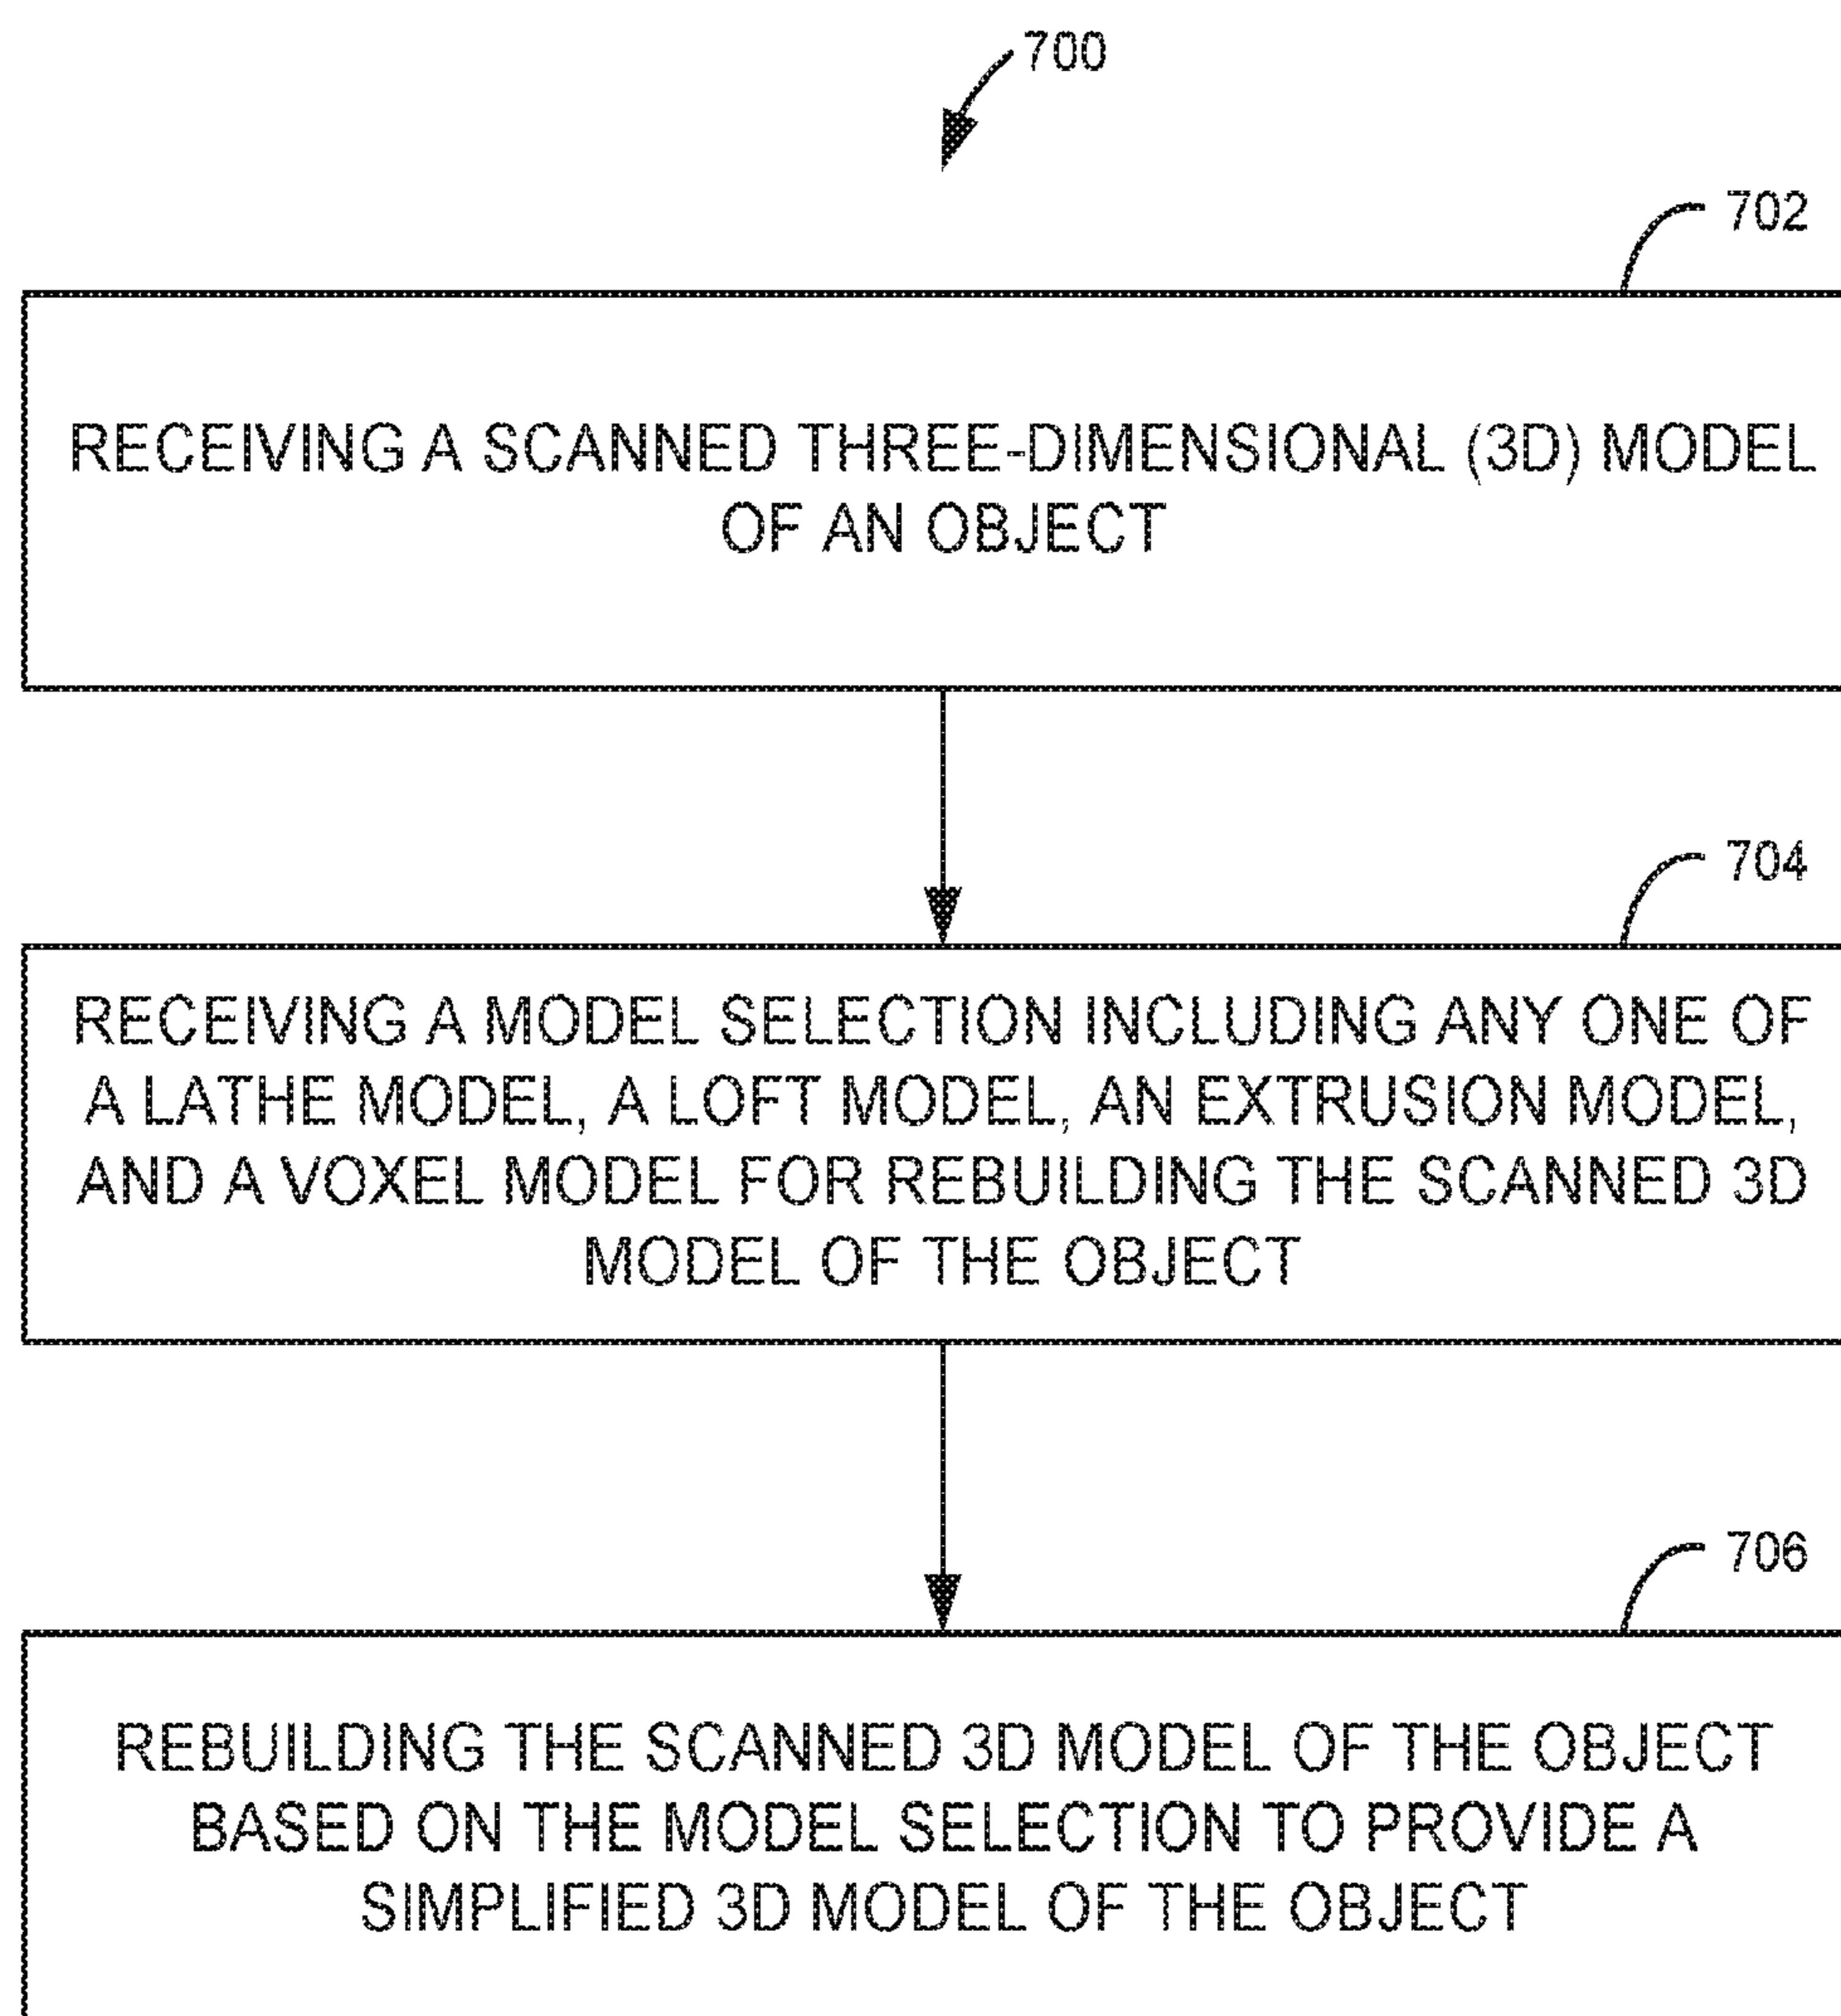 700
702
RECEIVING A SCANNED THREE-DIMENSIONAL (3D) MODEL
OF AN OBJECT
704
RECEIVING A MODEL SELECTION INCLUDING ANY ONE OF
A LATHE MODEL, A LOFT MODEL, AN EXTRUSION MODEL,
AND A VOXEL MODEL FOR REBUILDING THE SCANNED 3D
MODEL OF THE OBJECT
706
REBUILDING THE SCANNED 3D MODEL OF THE OBJECT
BASED ON THE MODEL SELECTION TO PROVIDE A
SIMPLIFIED 3D MODEL OF THE OBJECT